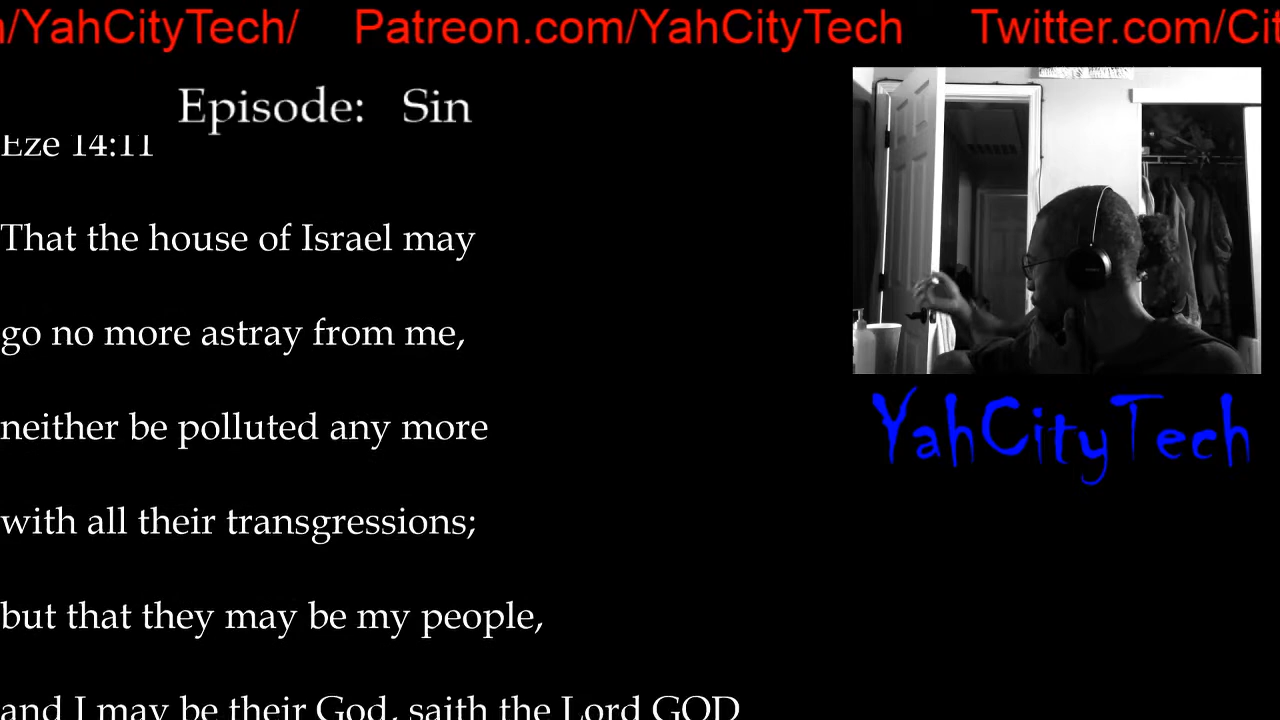 /YahCityTech/ Patreon.com/YahCityTech Twitter.com/Cit
Episode: Sin
Eze 14:11
That the house of Israel may
go no more astray from me,
neither be polluted any more
with all their transgressions;
but that they may be my people,
and I may be their God, saith the Lord GOD
YahCityTech